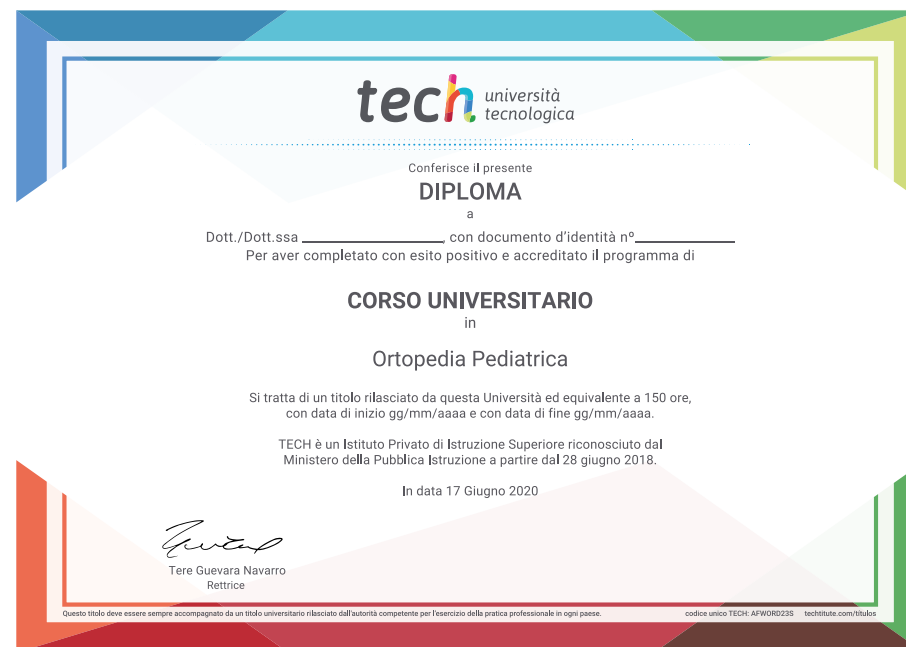 tech università
tecnologica
Conferisce il presente
DIPLOMA
a
Dott./Dott.ssa ____________________, con documento d'identità nº______________
Per aver completato con esito positivo e accreditato il programma di
CORSO UNIVERSITARIO
in
Ortopedia Pediatrica
Si tratta di un titolo rilasciato da questa Università ed equivalente a 150 ore,
con data di inizio gg/mm/aaaa e con data di fine gg/mm/aaaa.
TECH è un Istituto Privato di Istruzione Superiore riconosciuto dal
Ministero della Pubblica Istruzione a partire dal 28 giugno 2018.
In data 17 Giugno 2020
Tere Guevara Navarro
Rettrice
Questo titolo deve essere sempre accompagnato da un titolo universitario rilasciato dall'autorità competente per l'esercizio della pratica professionale in ogni paese. codice unico TECH: AFWORD23S techtitute.com/titulos